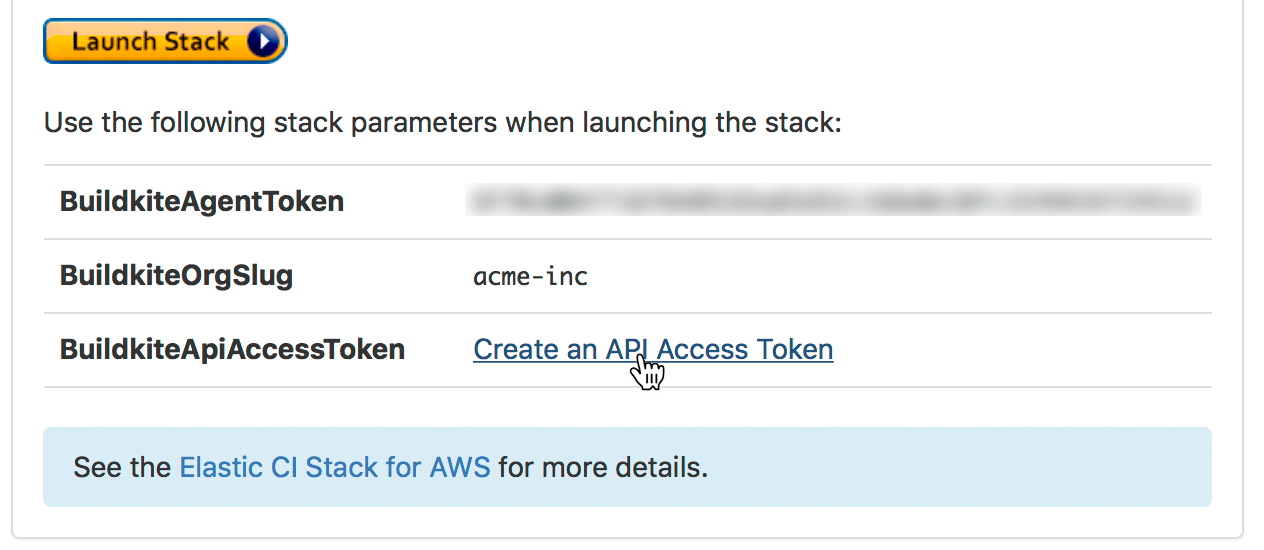 Launch Stack
Use the following stack parameters when launching the stack:
BuildkiteAgentToken
BuildkiteOrgSlug acme-inc
BuildkiteApiAccessToken Create an API Access Token
See the Elastic CI Stack for AWS for more details.